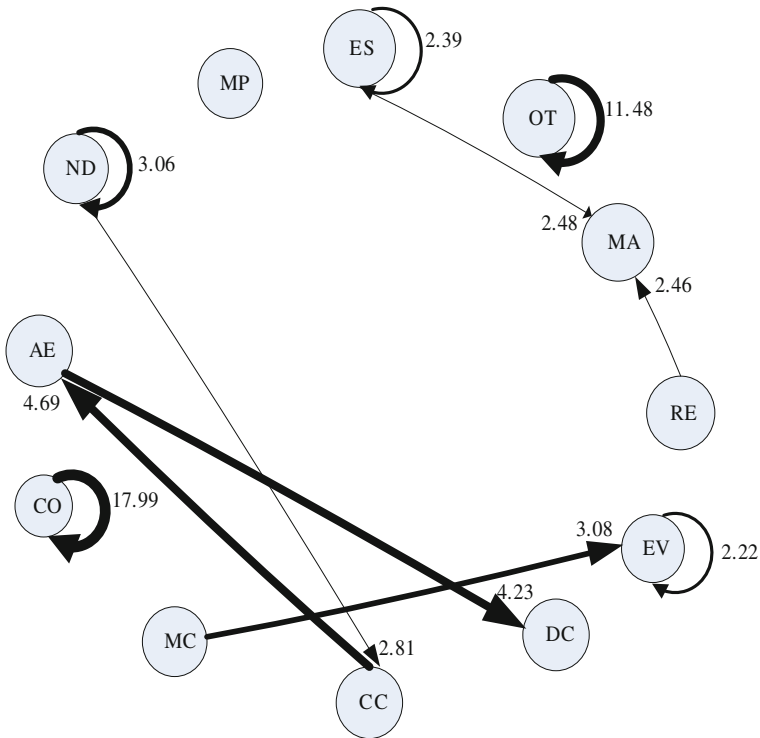 ES
2.39
MP
OT
11.48
ND
3.06
2.48
MA
2.46
AE
4.69
RE
CO
17.99
3.08
EV
2.22
4.23
MC
DC
2.81
CC